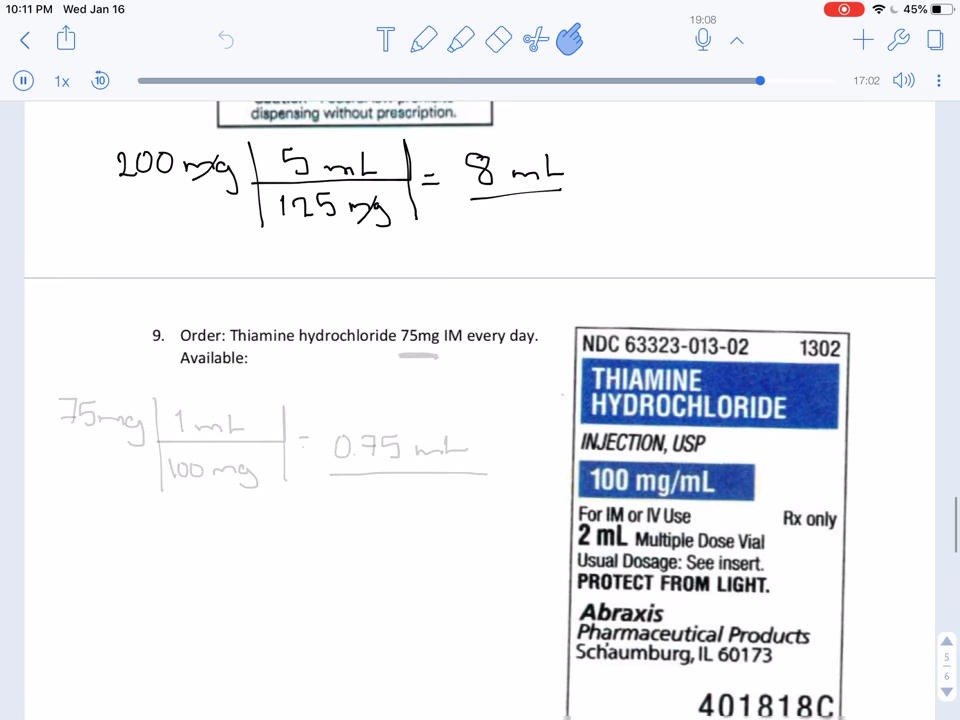 10:11 PM Wed Jan 16
45%
19:08
T
1x
10
17:02
dispensing without prescription.
200 mg | 5 mL = 8 mL
125 mg
9. Order: Thiamine hydrochloride 75mg IM every day.
Available:
75mg | 1 mL = 0.75 mL
100 mg
NDC 63323-013-02 1302
THIAMINE
HYDROCHLORIDE
INJECTION, USP
100 mg/mL
For IM or IV Use Rx only
2 mL Multiple Dose Vial
Usual Dosage: See insert.
PROTECT FROM LIGHT.
Abraxis
Pharmaceutical Products
Schaumburg, IL 60173
401818C
5
6